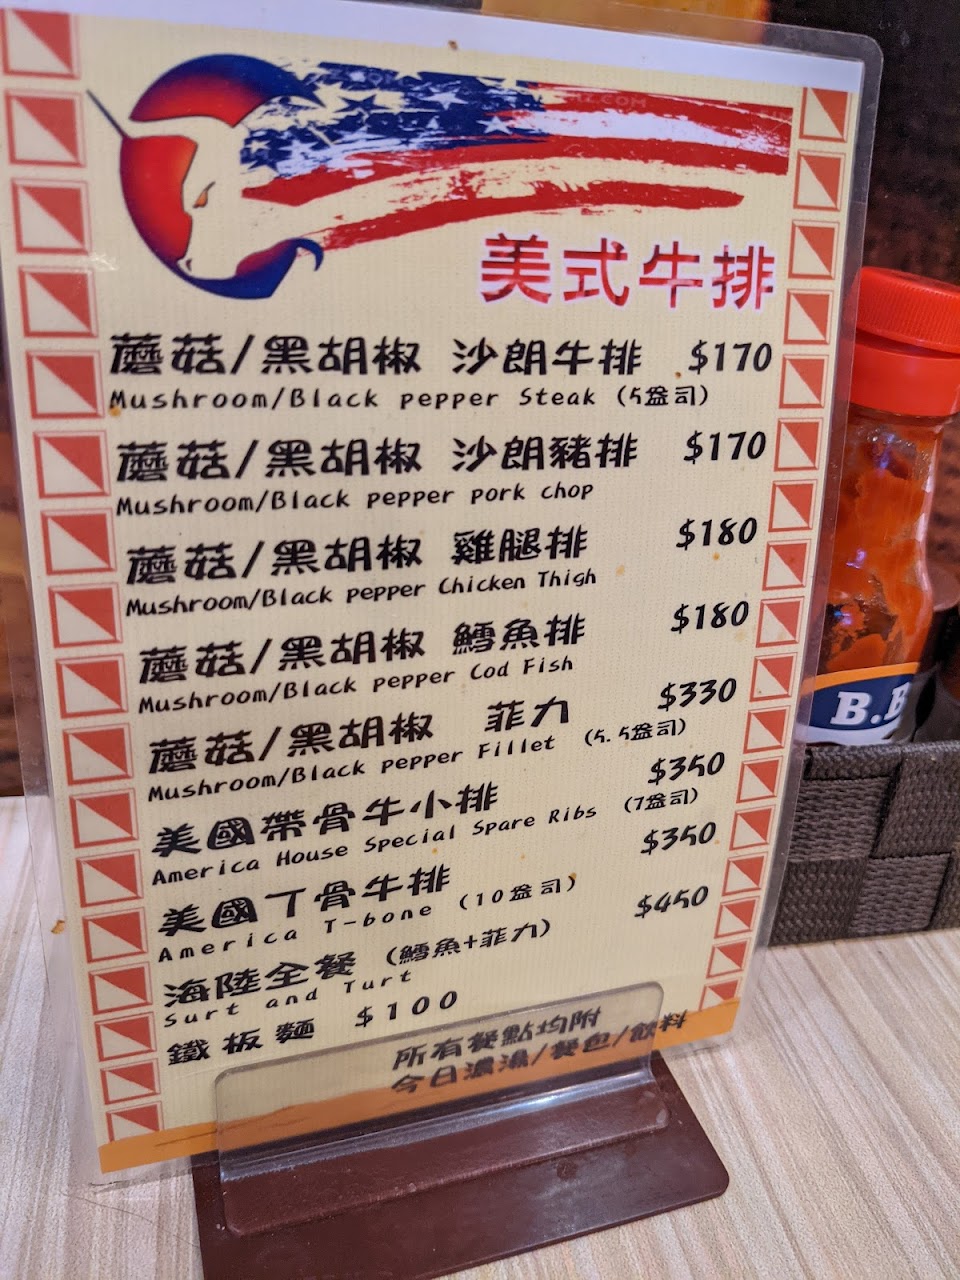 美式牛排
蘑菇/黑胡椒 沙朗牛排 $170
Mushroom/Black pepper Steak (5盎司)
蘑菇/黑胡椒 沙朗豬排 $170
Mushroom/Black pepper pork chop
蘑菇/黑胡椒 雞腿排 $180
Mushroom/Black pepper Chicken Thigh
蘑菇/黑胡椒 鱈魚排 $180
Mushroom/Black pepper Cod Fish
蘑菇/黑胡椒 菲力 $330
Mushroom/Black pepper Fillet (5.5盎司)
美國帶骨牛小排 $350
America House Special Spare Ribs (7盎司)
美國丁骨牛排 $350
America T-bone (10盎司)
海陸全餐 (鱈魚+菲力) $450
Surt and Turt
鐵板麵 $100
所有餐點均附
今日濃湯/餐包/飲料
B.B